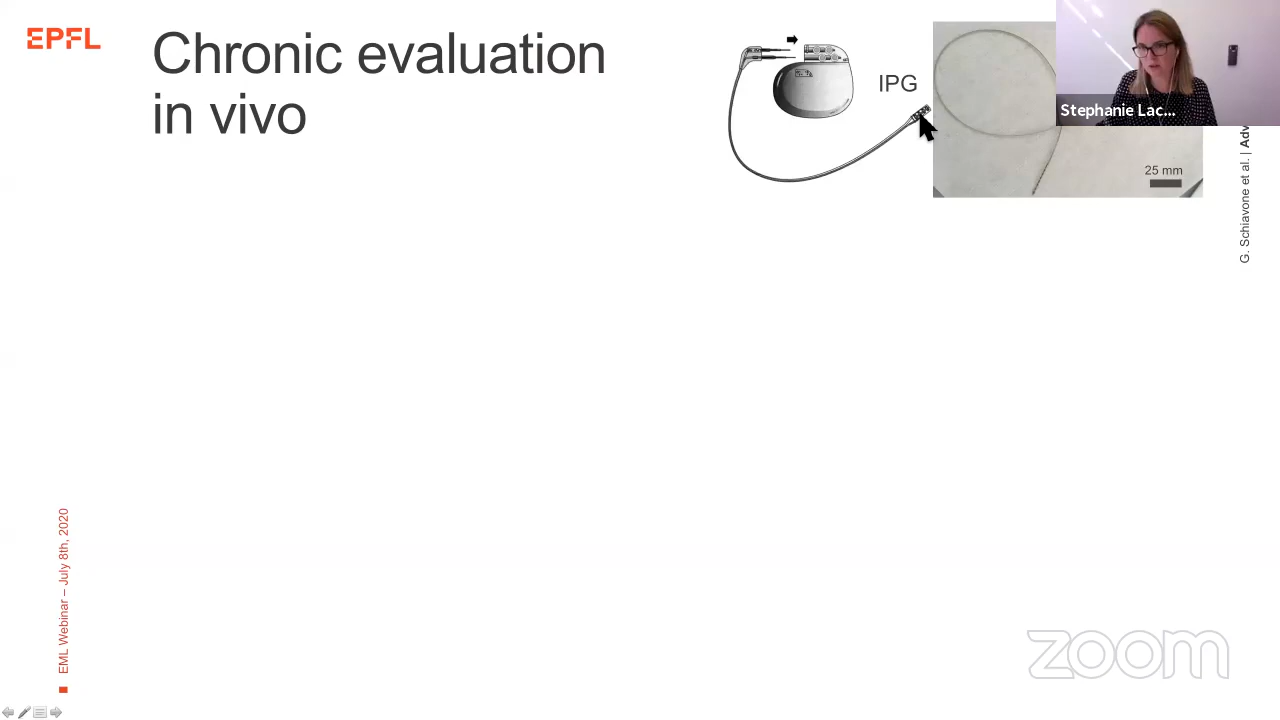 EPFL
Chronic evaluation
in vivo
IPG
25 mm
Stephanie Lac...
G. Schiavone et al. | Adv
EML Webinar – July 8th, 2020
zoom